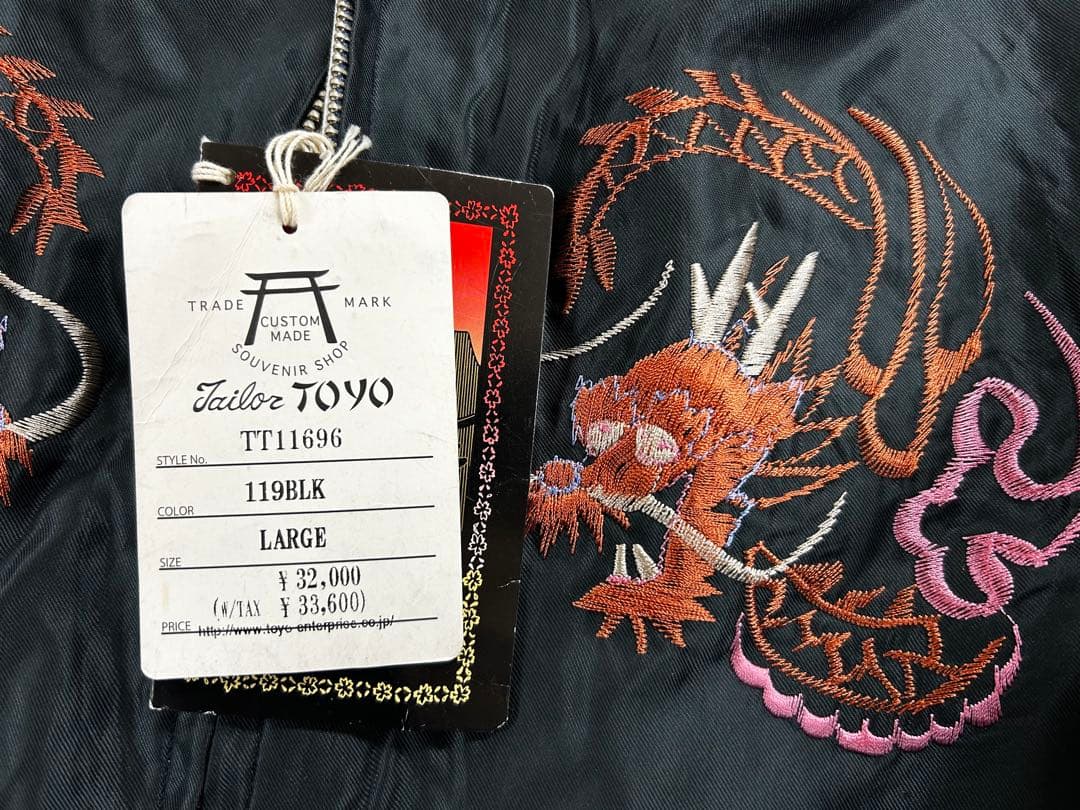 TRADE MARK
CUSTOM
MADE
SOUVENIR SHOP
Tailor TOYO
TT11696
STYLE No.
119BLK
COLOR
LARGE
SIZE
¥ 32,000
(W/TAX ¥ 33,600)
PRICE http://www.toyo-enterprise.co.jp/